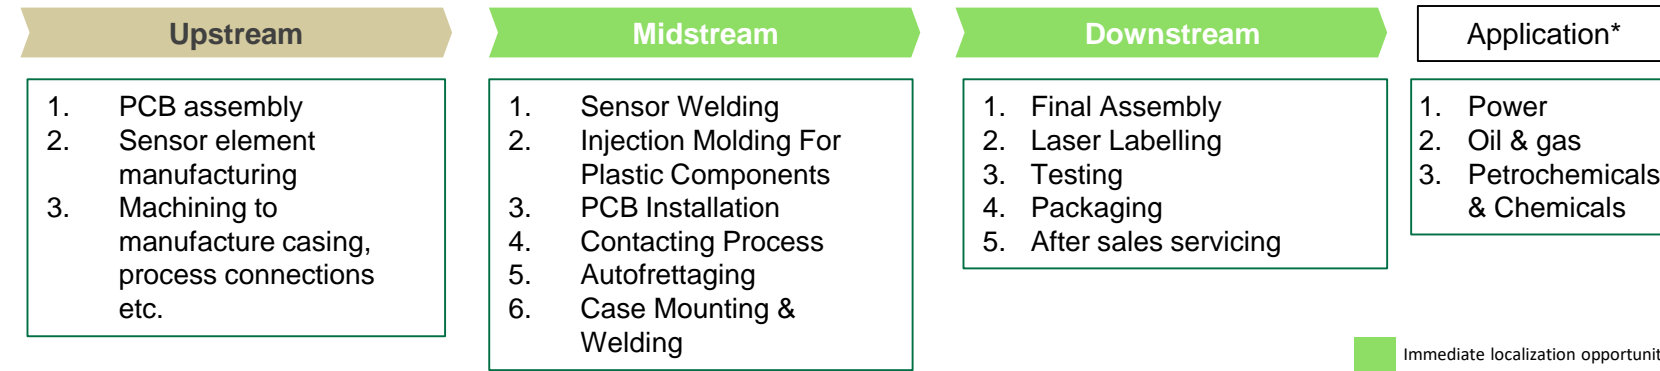 Upstream
1. PCB assembly
2. Sensor element
manufacturing
3. Machining to
manufacture casing,
process connections
etc.
Midstream
1. Sensor Welding
2. Injection Molding For
Plastic Components
3. PCB Installation
4. Contacting Process
5. Autofrettaging
6. Case Mounting &
Welding
Downstream
1. Final Assembly
2. Laser Labelling
3. Testing
4. Packaging
5. After sales servicing
Application*
1. Power
2. Oil & gas
3. Petrochemicals
& Chemicals
Immediate localization opportunit